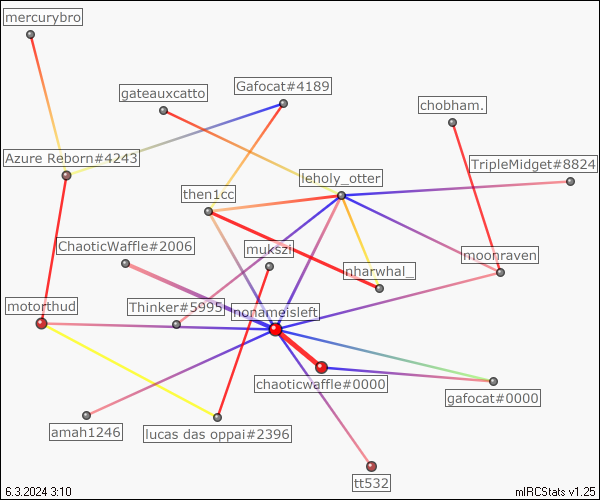 mercurybro
Gafocat#4189
gateauxcatto
chobham.
Azure Reborn#4243
TripleMidget#8824
leholy_otter
then1cc
ChaoticWaffle#2006
mukszi
moonraven
nharwhal_
motorthud
Thinker#5995
nonameisleft
chaoticwaffle#0000
gafocat#0000
amah1246
lucas das oppai#2396
tt532
6.3.2024 3:10
mIRCStats v1.25